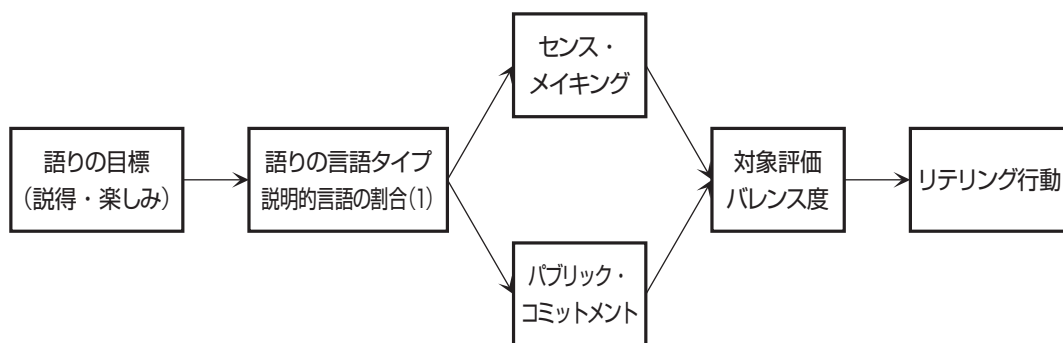 語りの目標
(説得・楽しみ)
語りの言語タイプ
説明的言語の割合(1)
センス・
メイキング
パブリック・
コミットメント
対象評価
バレンス度
リテリング行動